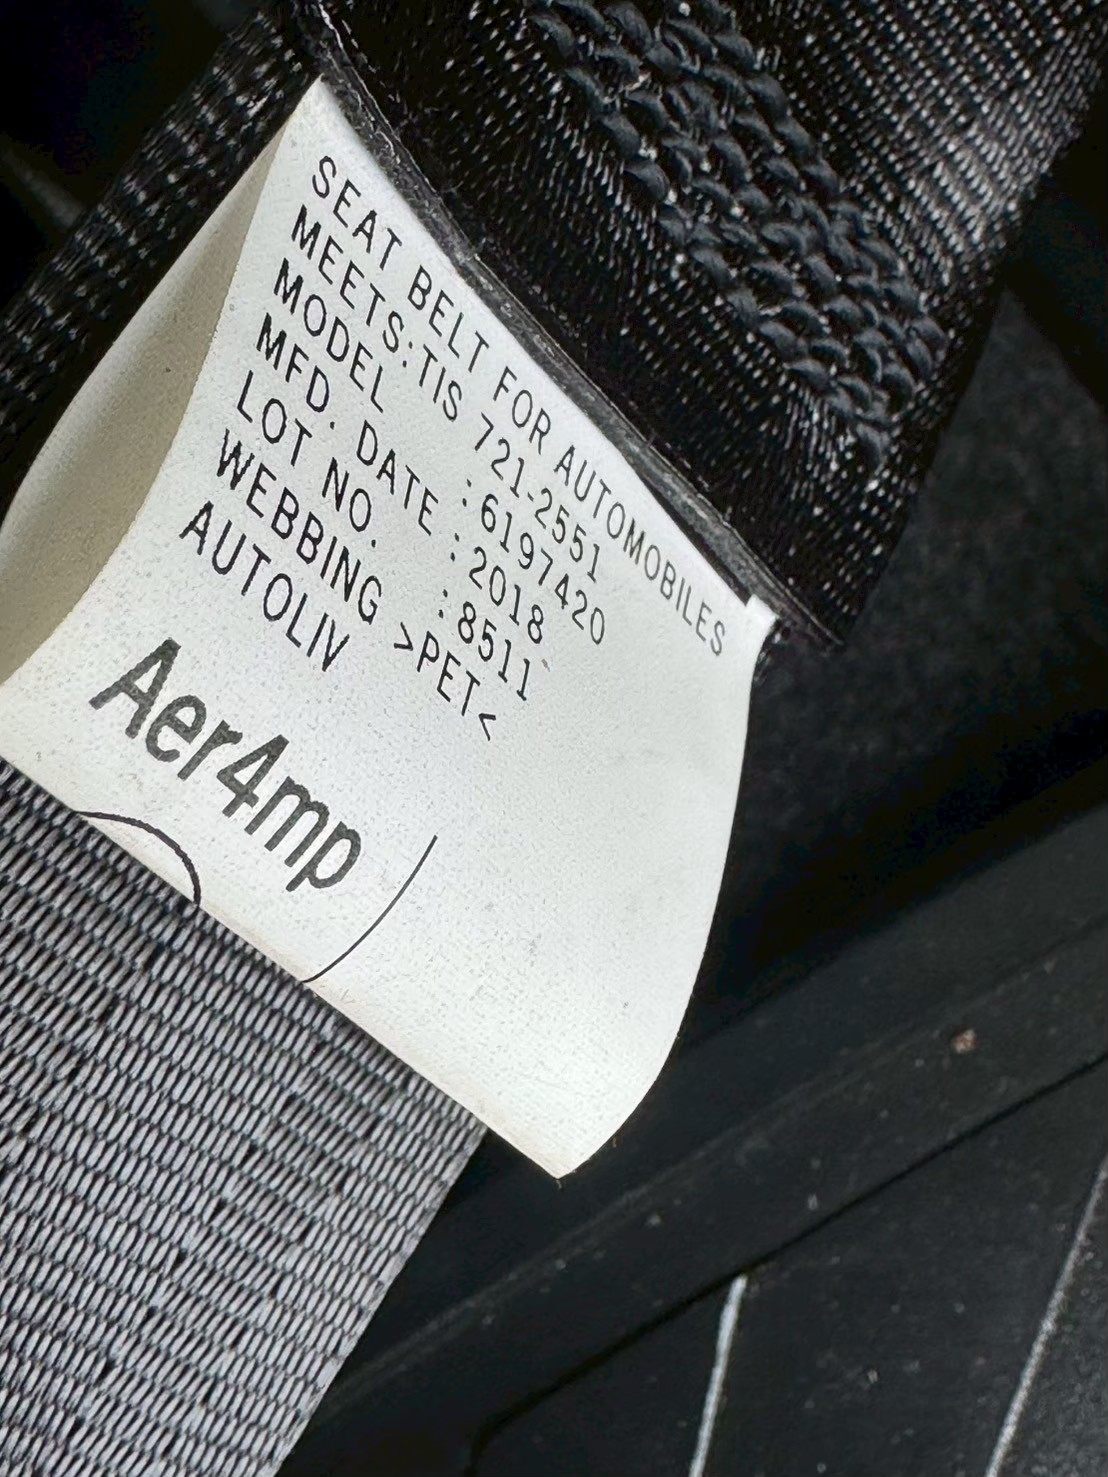 SEAT BELT FOR AUTOMOBILES
MEETS:TIS 721-2551
MODEL :6197420
MFD. DATE :2018
LOT NO. :8511
WEBBING >PET<
AUTOLIV
Aer4mp